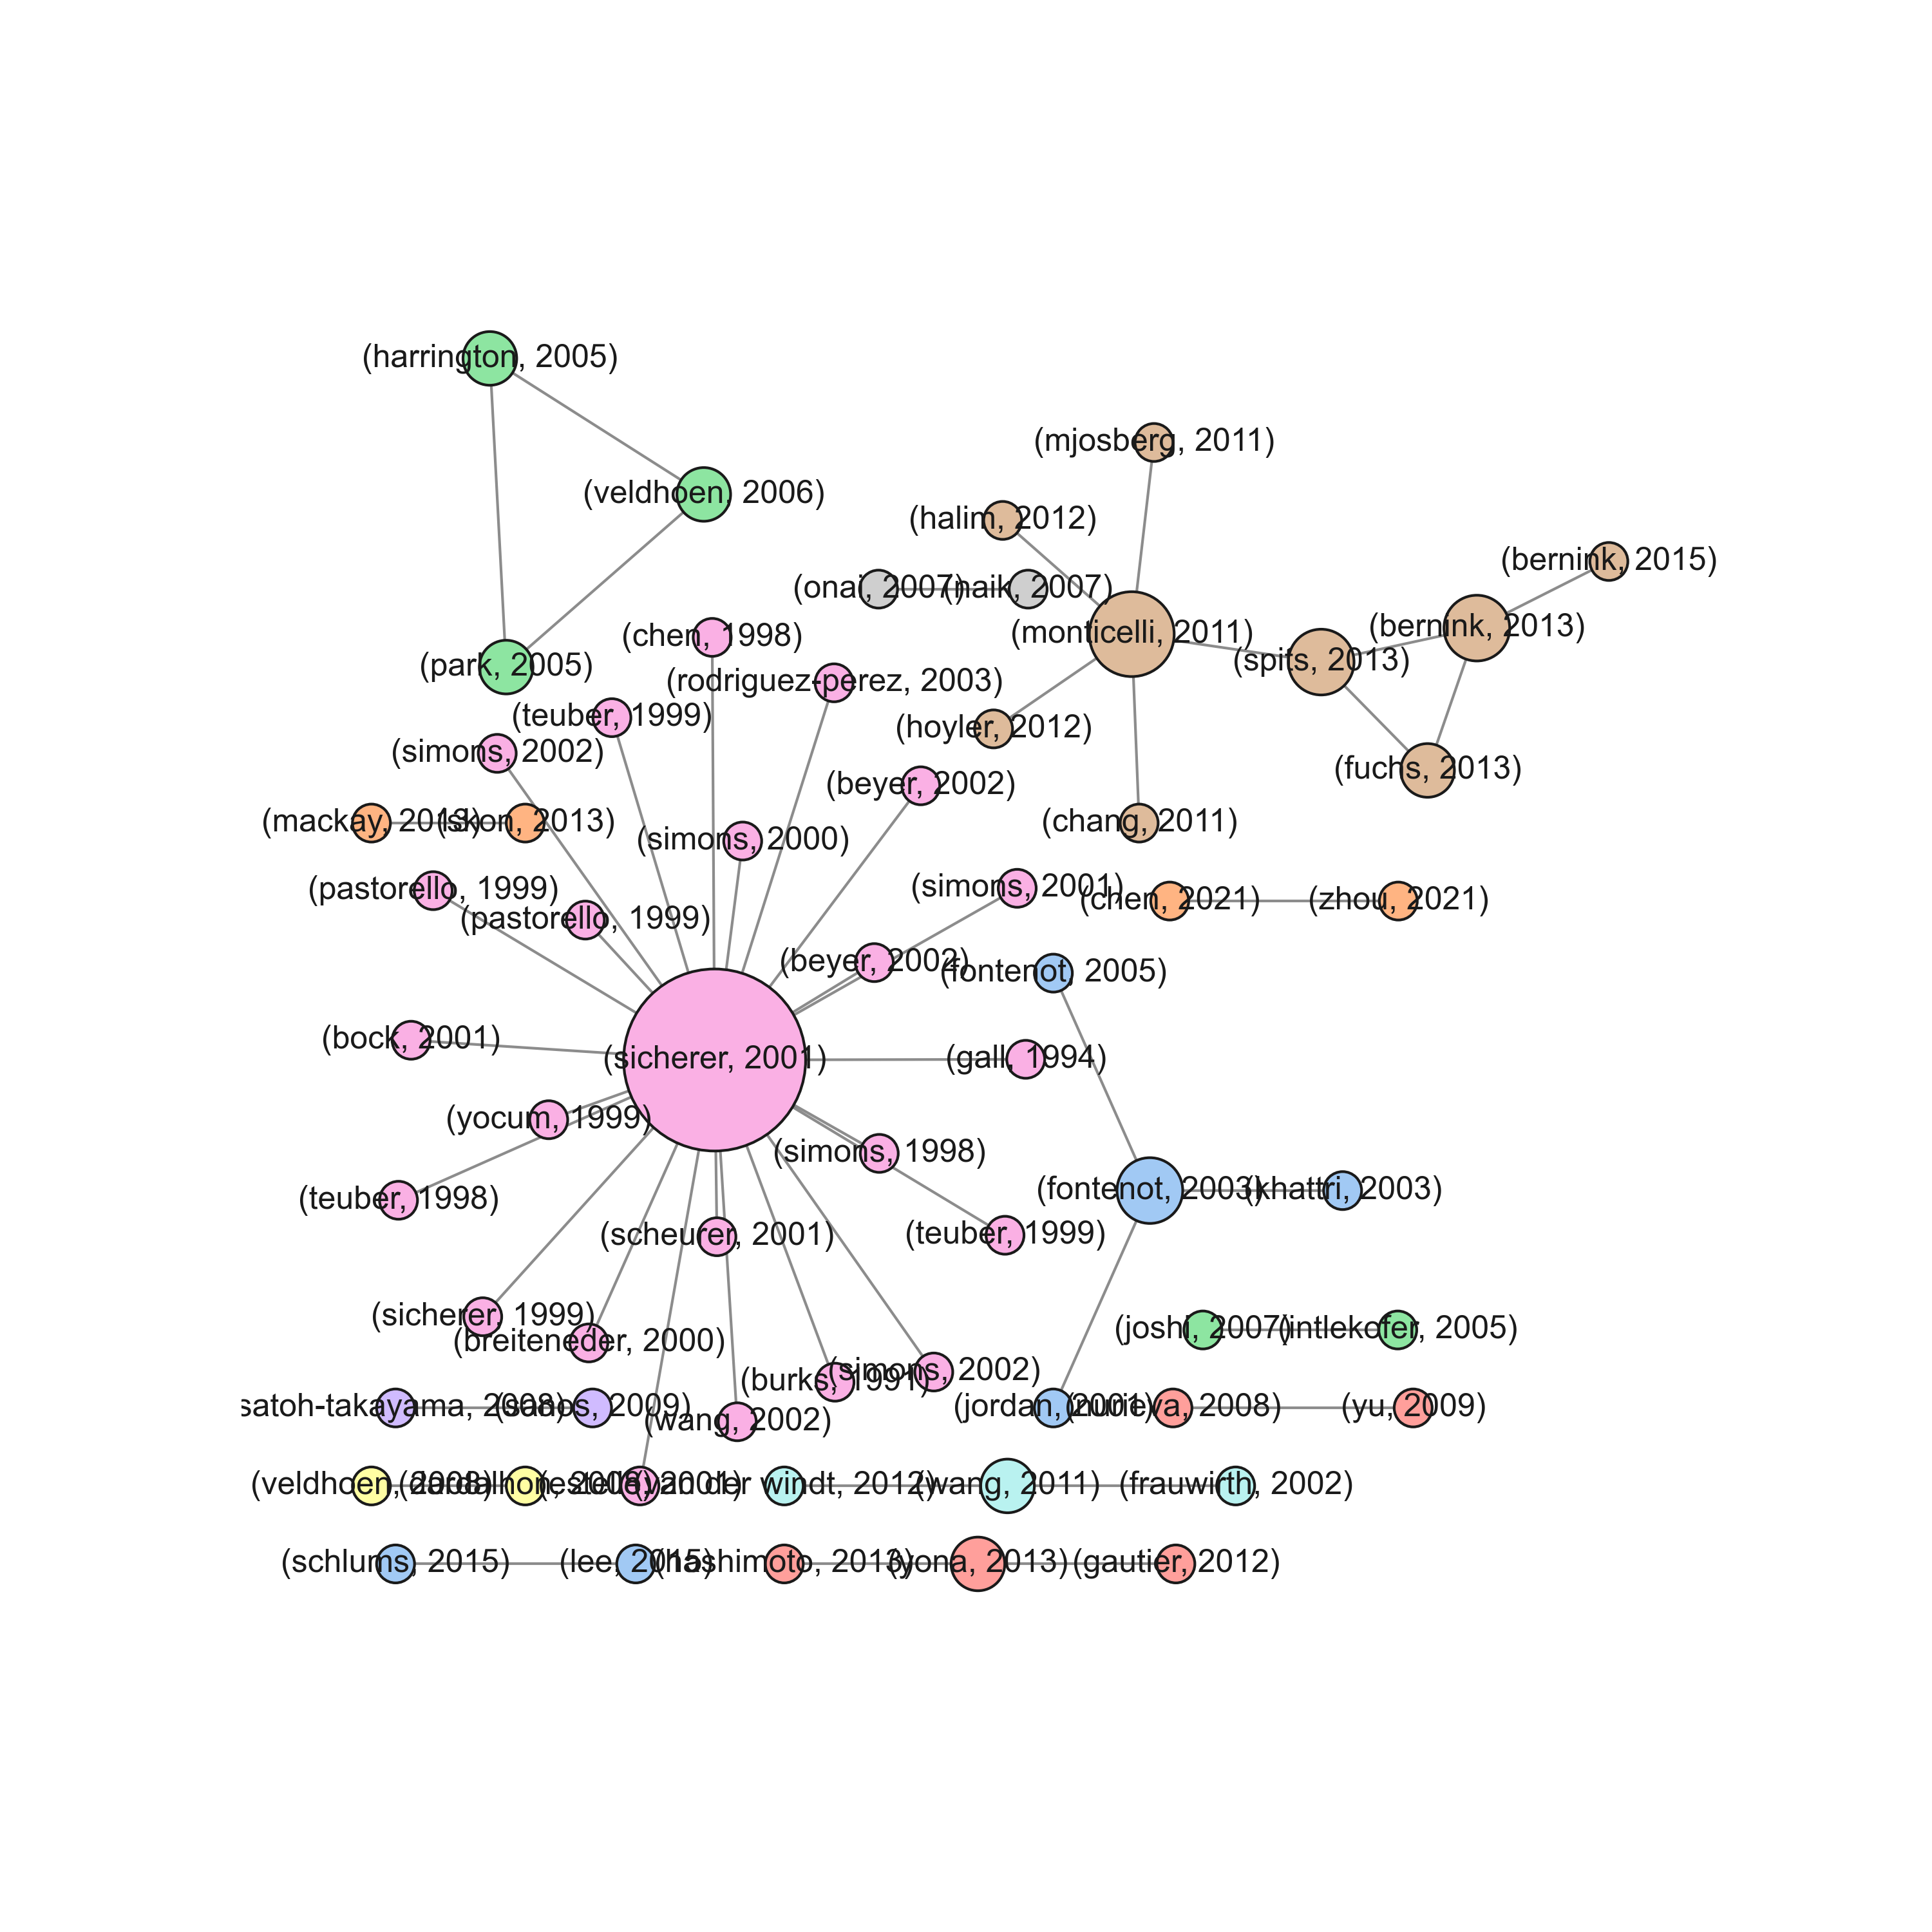 (harrington, 2005)
(mjosberg, 2011)
(veldhoen, 2006)
(halim, 2012)
(bernink, 2015)
(onai, 2007)
(naik, 2007)
(bernink, 2013)
(monticelli, 2011)
(chen, 1998)
(spits, 2013)
(park, 2005)
(rodriguez-perez, 2003)
(teuber, 1999)
(hoyler, 2012)
(simons, 2002)
(fuchs, 2013)
(beyer, 2002)
(mackay, 2013)
(skon, 2013)
(chang, 2011)
(simons, 2000)
(simons, 2001)
(pastorello, 1999)
(chen, 2021)
(zhou, 2021)
(pastorello, 1999)
(beyer, 2002)
(fontenot, 2005)
(bock, 2001)
(sicherer, 2001)
(gall, 1994)
(yocum, 1999)
(simons, 1998)
(fontenot, 2003)
(khattri, 2003)
(teuber, 1998)
(scheurer, 2001)
(teuber, 1999)
(sicherer, 1999)
(joshi, 2007)
(intlekofer, 2005)
(breiteneder, 2000)
(simons, 2002)
(burks, 1991)
satoh-takayama, 2008)
(sanos, 2009)
(wang, 2002)
(jordan, 2001)
(nurieva, 2008)
(yu, 2009)
(veldhoen, 2008)
2001)
(van der windt, 2012)
(wang, 2011)
(frauwirth, 2002)
(schlums, 2015)
(lee, 2015)
(hashimoto, 2013)
(yona, 2013)
(gautier, 2012)